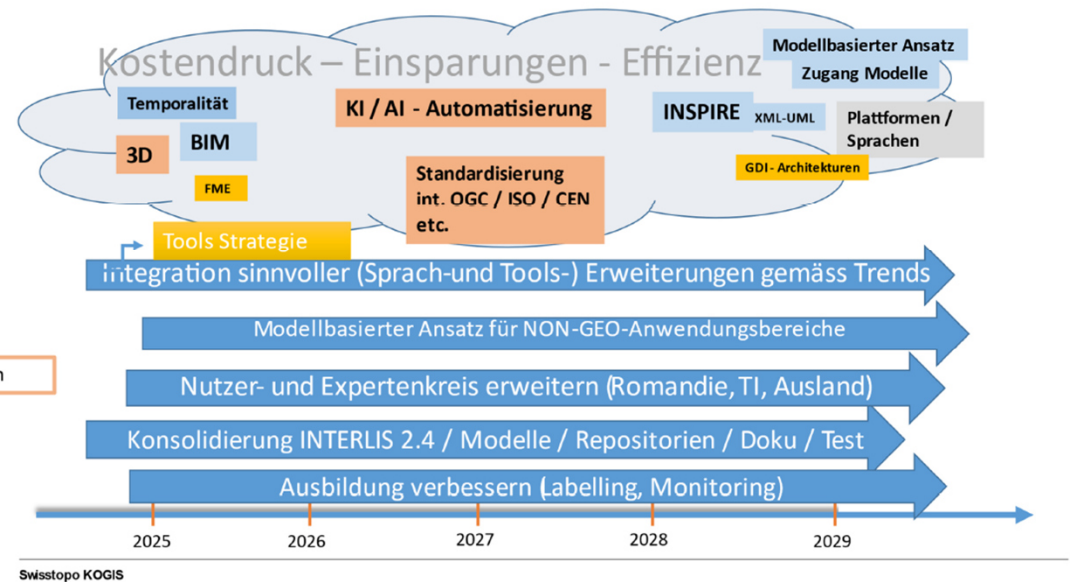 Kostendruck – Einsparungen - Effizienz
Modellbasierter Ansatz
Zugang Modelle
Temporalität
KI / AI - Automatisierung
INSPIRE
XML-UML
Plattformen /
Sprachen
BIM
3D
GDI - Architekturen
FME
Standardisierung
int. OGC / ISO / CEN
etc.
Tools Strategie
Integration sinnvoller (Sprach-und Tools-) Erweiterungen gemäss Trends
Modellbasierter Ansatz für NON-GEO-Anwendungsbereiche
n
Nutzer- und Expertenkreis erweitern (Romandie, TI, Ausland)
Konsolidierung INTERLIS 2.4 / Modelle / Repositorien / Doku / Test
Ausbildung verbessern (Labelling, Monitoring)
2025
2026
2027
2028
2029
Swisstopo KOGIS